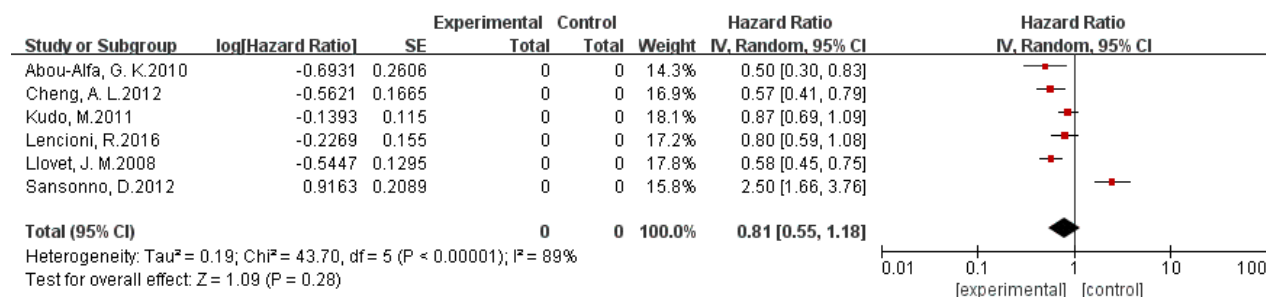 Experimental Control Hazard Ratio Hazard Ratio
Study or Subgroup log[Hazard Ratio] SE Total Total Weight IV, Random, 95% CI IV, Random, 95% CI
Abou-Alfa, G. K.2010 -0.6931 0.2606 0 0 14.3% 0.50 [0.30, 0.83]
Cheng, A. L.2012 -0.5621 0.1665 0 0 16.9% 0.57 [0.41, 0.79]
Kudo, M.2011 -0.1393 0.115 0 0 18.1% 0.87 [0.69, 1.09]
Lencioni, R.2016 -0.2269 0.155 0 0 17.2% 0.80 [0.59, 1.08]
Llovet, J. M.2008 -0.5447 0.1295 0 0 17.8% 0.58 [0.45, 0.75]
Sansonno, D.2012 0.9163 0.2089 0 0 15.8% 2.50 [1.66, 3.76]
Total (95% CI) 0 0 100.0% 0.81 [0.55, 1.18]
Heterogeneity: Tau² = 0.19; Chi² = 43.70, df = 5 (P < 0.00001); I² = 89%
Test for overall effect: Z = 1.09 (P = 0.28)
0.01 0.1 1 10 100
[experimental] [control]